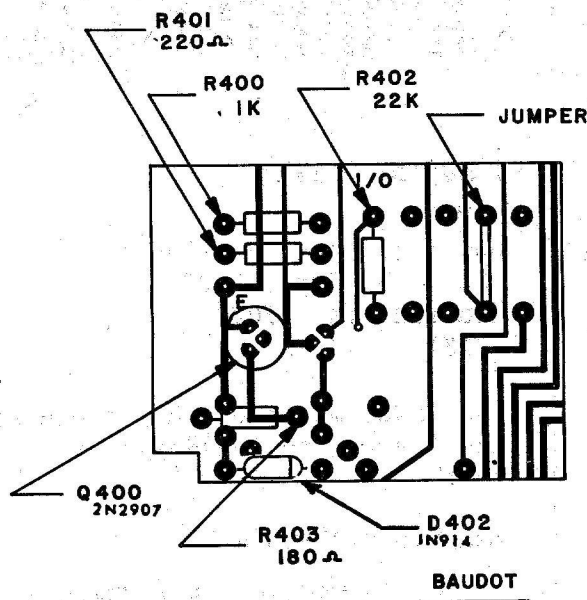 R401
220Ω
R400
.1K
R402
22K
JUMPER
I/O
E
Q400
2N2907
R403
180Ω
D402
1N914
BAUDOT